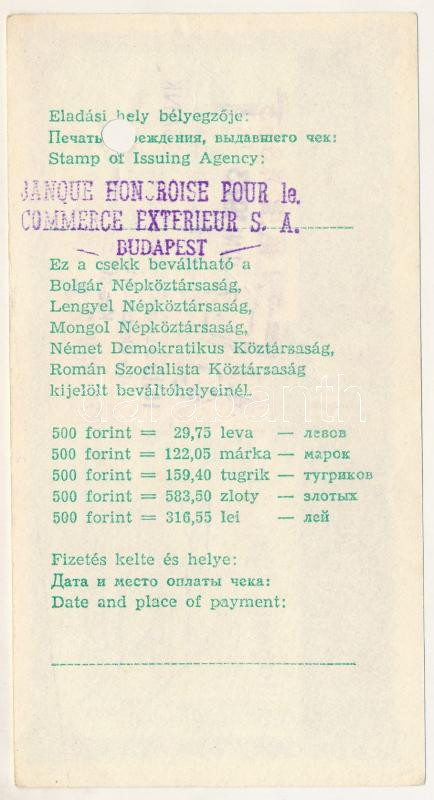 Eladási hely bélyegzője:
Печать учреждения, выдавшего чек:
Stamp of Issuing Agency:
BANQUE HONGROISE POUR le.
COMMERCE EXTERIEUR S. A.
BUDAPEST
Ez a csekk beváltható a
Bolgár Népköztársaság,
Lengyel Népköztársaság,
Mongol Népköztársaság,
Német Demokratikus Köztársaság,
Román Szocialista Köztársaság
kijelölt beváltóhelyeinél.
darabanth
500 forint = 29,75 leva — левов
500 forint = 122,05 márka — марок
500 forint = 159,40 tugrik — тугриков
500 forint = 583,50 zloty — злотых
500 forint = 316,55 lei — лей
Fizetés kelte és helye:
Дата и место оплаты чека:
Date and place of payment: